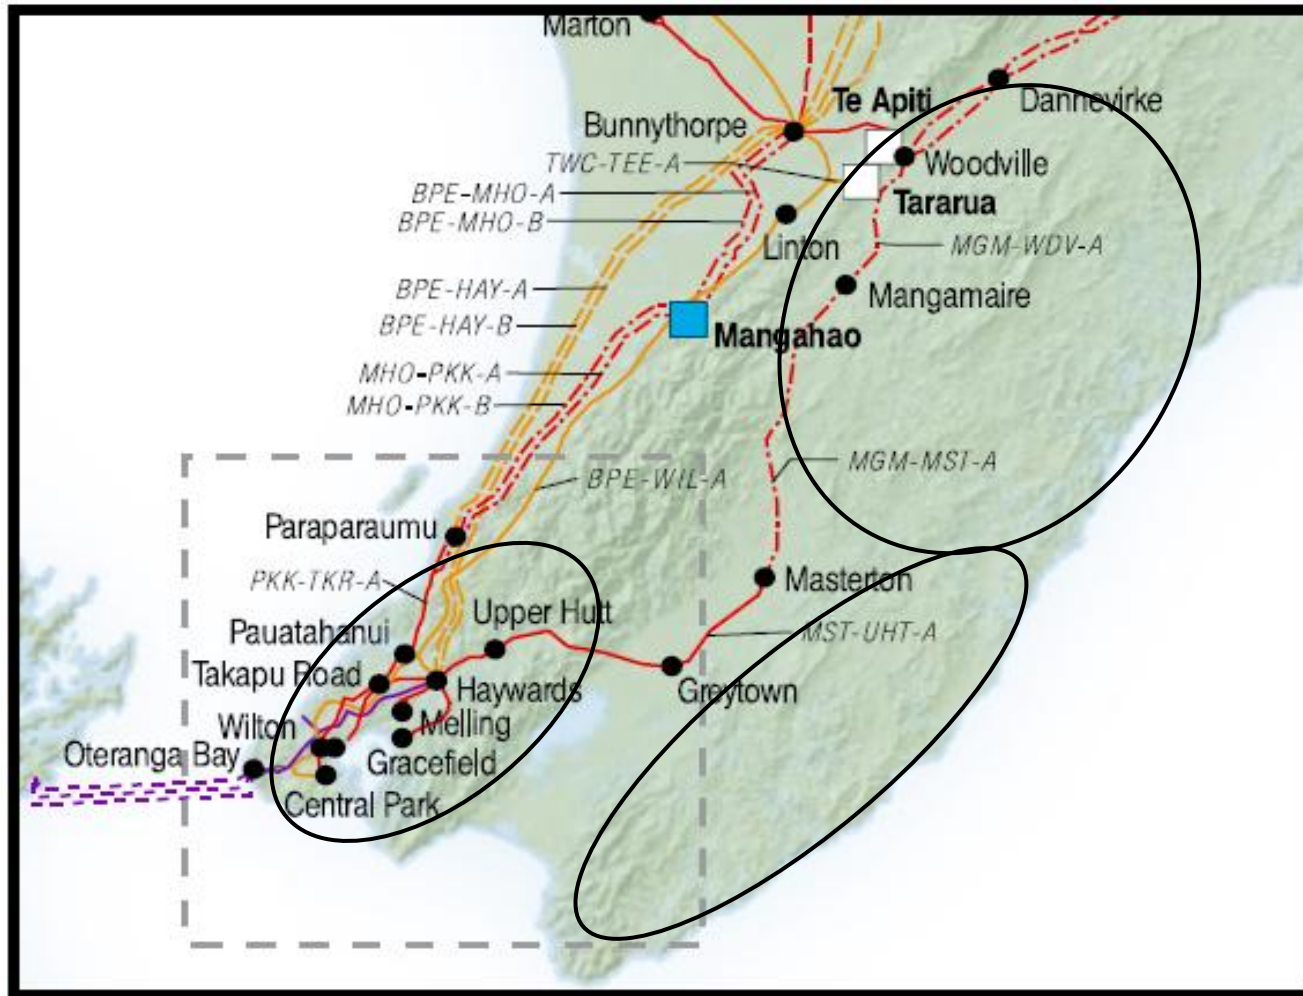 Marton
Te Apiti
Dannevirke
Bunnythorpe
TWC-TEE-A
Woodville
BPE-MHO-A
Tararua
BPE-MHO-B
Linton
MGM-WDV-A
BPE-HAY-A
Mangamaire
BPE-HAY-B
Mangahao
MHO-PKK-A
MHO-PKK-B
MGM-MST-A
BPE-WIL-A
Paraparaumu
PKK-TKR-A
Masterton
Upper Hutt
Pauatahanui
MST-UHT-A
Takapu Road
Haywards
Greytown
Wilton
Melling
Oteranga Bay
Gracefield
Central Park